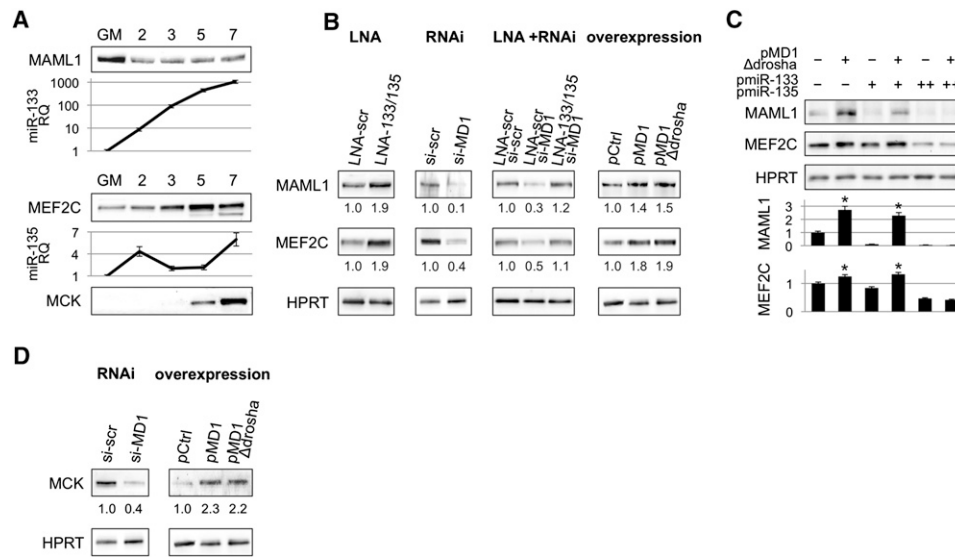 A
GM 2 3 5 7
MAML1
miR-133
RQ
1000
100
10
1
GM 2 3 5 7
MEF2C
miR-135
RQ
7
4
1
MCK
B
LNA RNAi LNA +RNAi overexpression
LNA-scr
LNA-133/135
si-scr
si-MD1
LNA-scr
si-scr
LNA-scr
si-MD1
LNA-133/135
si-MD1
pCtrl
pMD1
pMD1
Δdrosha
MAML1
1.0 1.9 1.0 0.1 1.0 0.3 1.2 1.0 1.4 1.5
MEF2C
1.0 1.9 1.0 0.4 1.0 0.5 1.1 1.0 1.8 1.9
HPRT
C
pMD1
Δdrosha
– + – + – +
pmiR-133
pmiR-135
– – + + ++ ++
MAML1
MEF2C
HPRT
MAML1
3
2
1
0
* *
MEF2C
1
0
* *
D
RNAi overexpression
si-scr
si-MD1
pCtrl
pMD1
pMD1
Δdrosha
MCK
1.0 0.4 1.0 2.3 2.2
HPRT